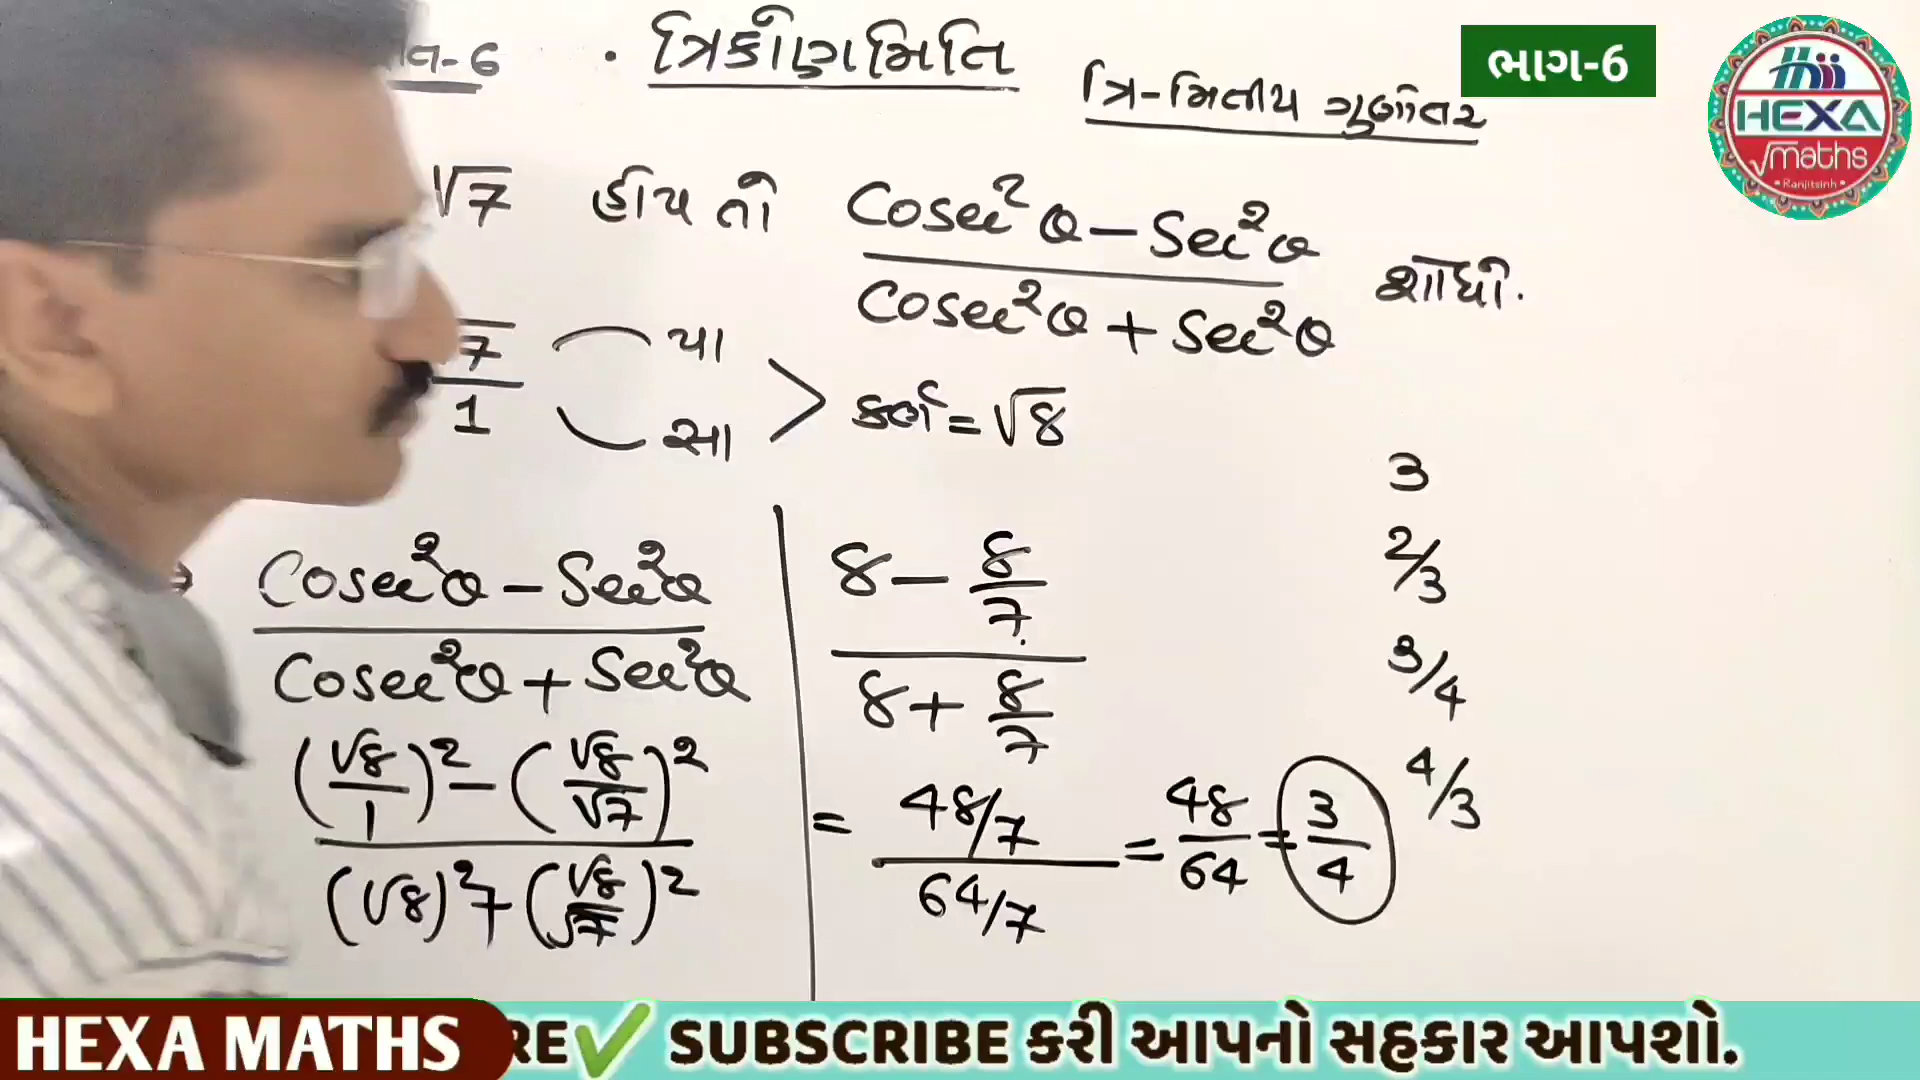 ત-6 . ત્રિકોણમિતિ
ત્રિ-મિતીય ગુણોત્તર
ભાગ-6
HEXA
√maths
• Ranjitsinh •
√7 હોય તો Cosec²θ – Sec²θ / Cosec²θ + Sec²θ શોધો.
7/1 પા સા > કર્ણ = √8
3
2/3
3/4
4/3
Cosec²θ – Sec²θ
Cosec²θ + Sec²θ
(√8/1)² – (√8/√7)²
(√8)² + (√8/√7)²
8 – 8/7
8 + 8/7
= 48/7 / 64/7 = 48/64 = 3/4
HEXA MATHS RE✓ SUBSCRIBE કરી આપનો સહકાર આપશો.